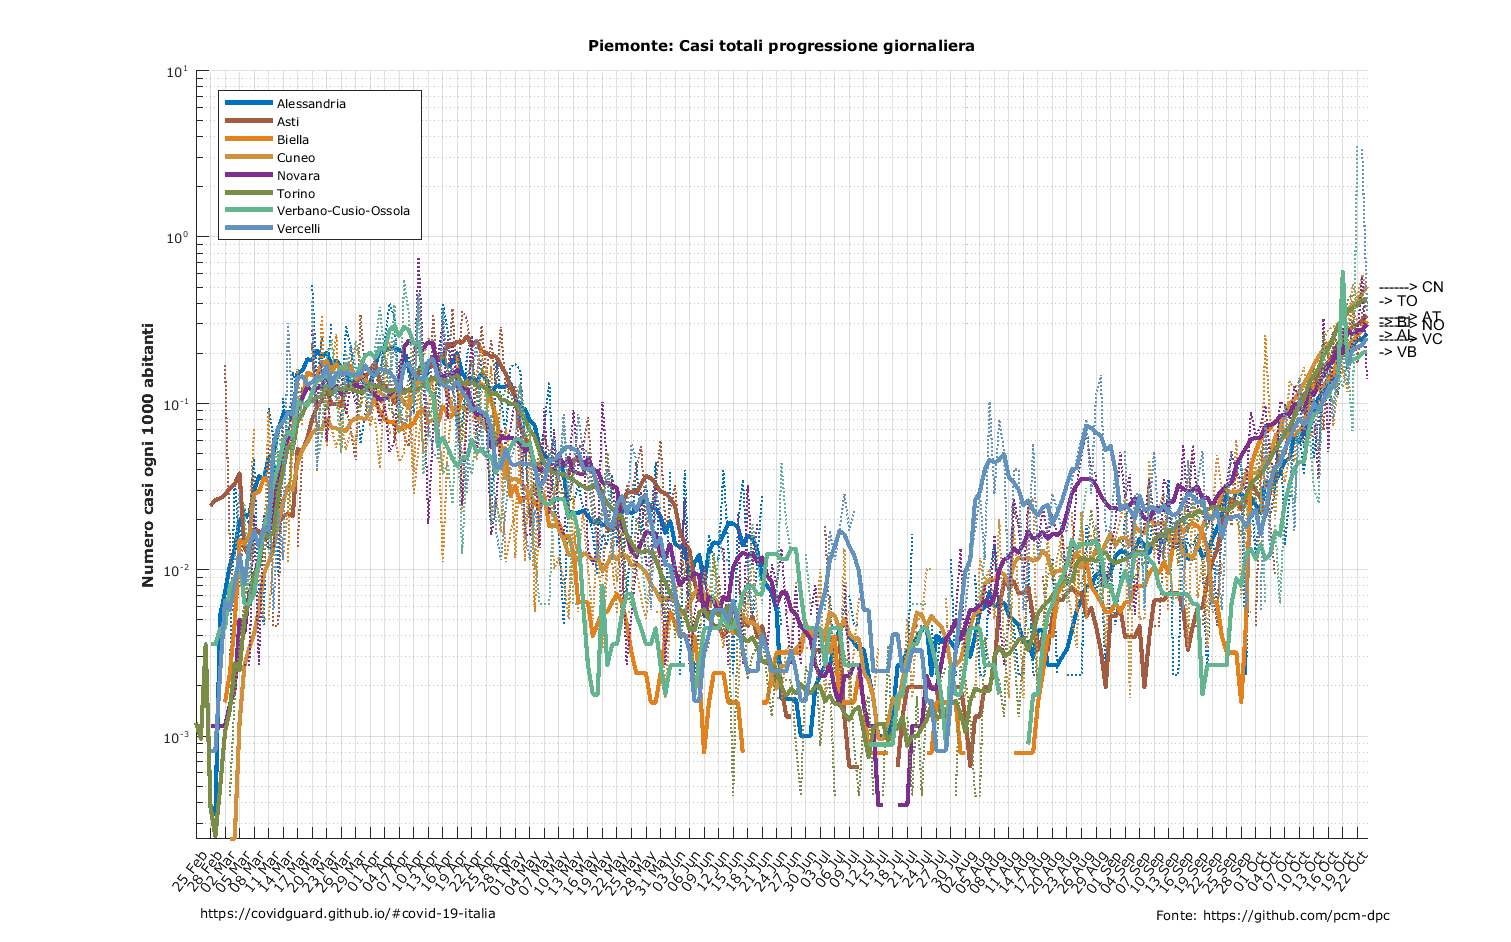 Piemonte: Casi totali progressione giornaliera
Numero casi ogni 1000 abitanti
10^1
10^0
10^-1
10^-2
10^-3
Alessandria
Asti
Biella
Cuneo
Novara
Torino
Verbano-Cusio-Ossola
Vercelli
------> CN
-> TO
AT
NO
-> AL
VC
-> VB
25 Feb
28 Feb
02 Mar
05 Mar
08 Mar
11 Mar
14 Mar
17 Mar
20 Mar
23 Mar
26 Mar
29 Mar
01 Apr
04 Apr
07 Apr
10 Apr
13 Apr
16 Apr
19 Apr
22 Apr
25 Apr
28 Apr
01 May
04 May
07 May
10 May
13 May
16 May
19 May
22 May
25 May
28 May
31 May
03 Jun
06 Jun
09 Jun
12 Jun
15 Jun
18 Jun
21 Jun
24 Jun
27 Jun
30 Jun
03 Jul
06 Jul
09 Jul
12 Jul
15 Jul
18 Jul
21 Jul
24 Jul
27 Jul
30 Jul
02 Aug
05 Aug
08 Aug
11 Aug
14 Aug
17 Aug
20 Aug
23 Aug
26 Aug
29 Aug
01 Sep
04 Sep
07 Sep
10 Sep
13 Sep
16 Sep
19 Sep
22 Sep
25 Sep
28 Sep
01 Oct
04 Oct
07 Oct
10 Oct
13 Oct
16 Oct
19 Oct
22 Oct
https://covidguard.github.io/#covid-19-italia
Fonte: https://github.com/pcm-dpc